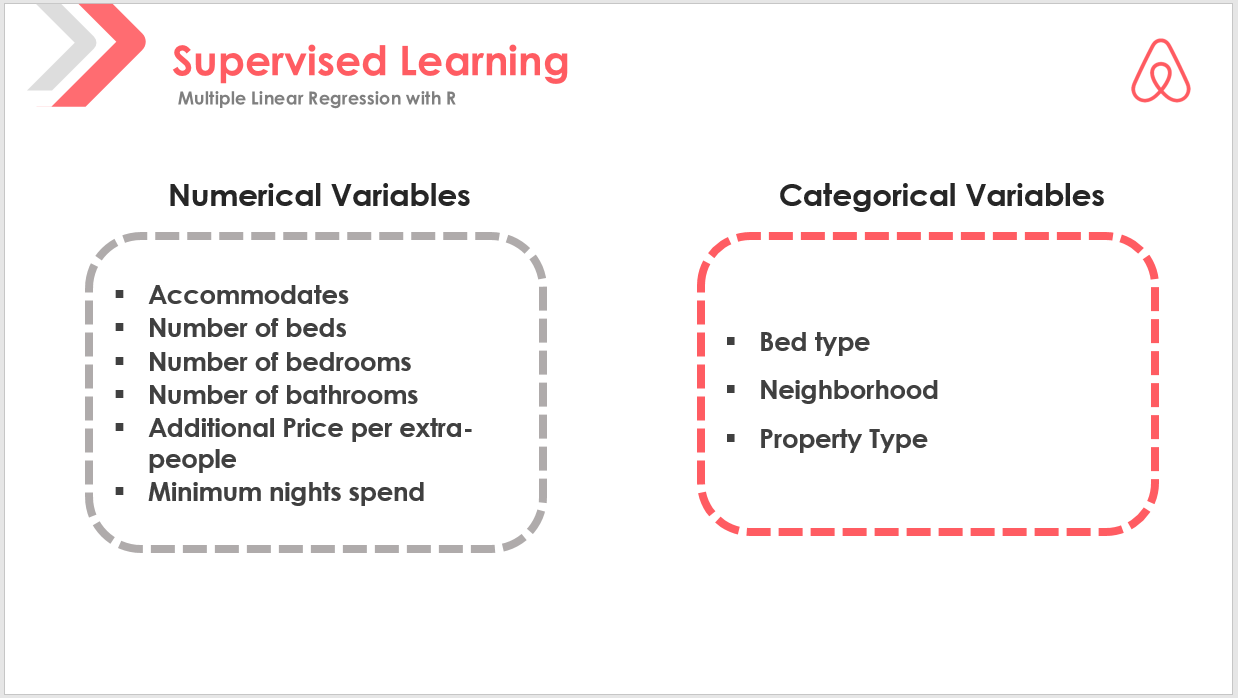 Supervised Learning
Multiple Linear Regression with R
Numerical Variables
▪ Accommodates
▪ Number of beds
▪ Number of bedrooms
▪ Number of bathrooms
▪ Additional Price per extra-
people
▪ Minimum nights spend
Categorical Variables
▪ Bed type
▪ Neighborhood
▪ Property Type